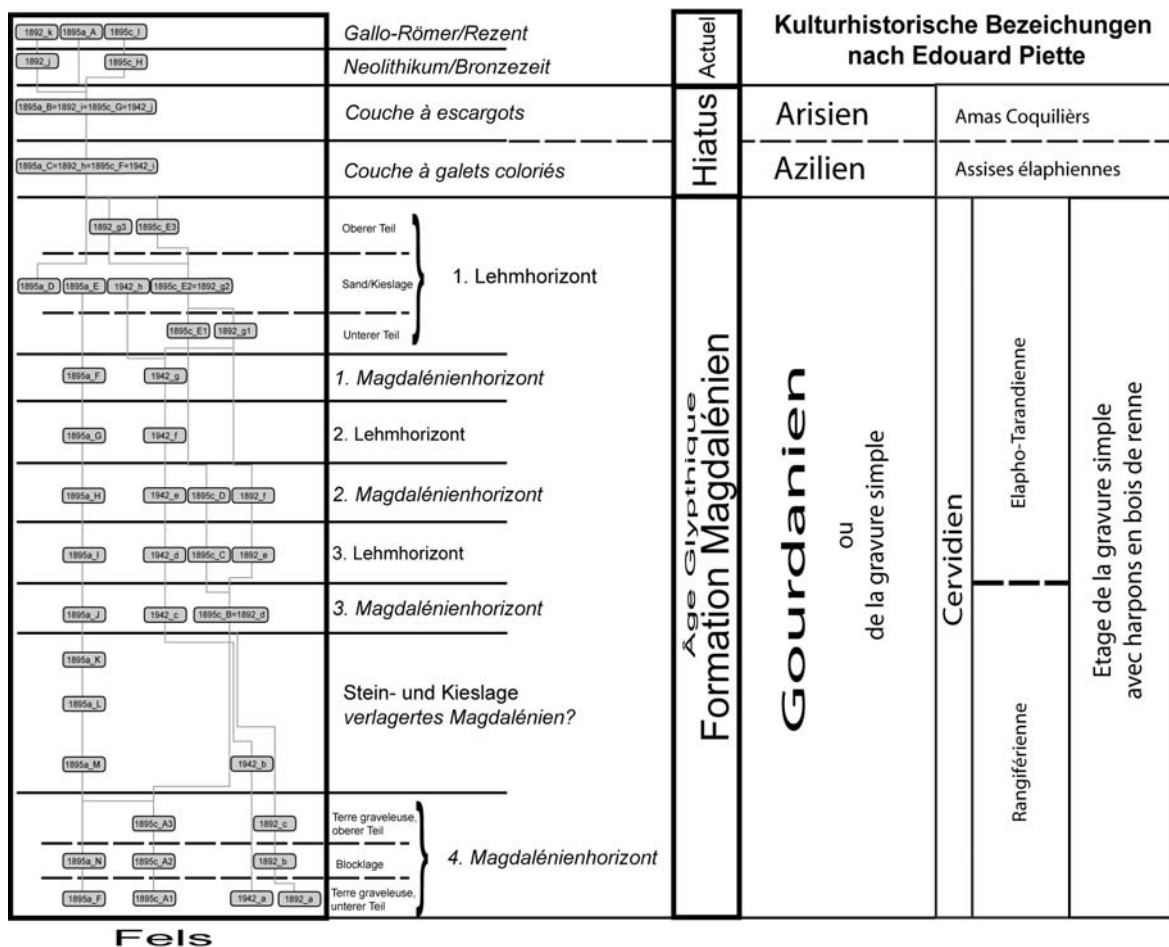 Kulturhistorische Bezeichungen
nach Edouard Piette
1892_k 1895a_A 1895c_I
Gallo-Römer/Rezent
Actuel
1892_j 1895c_H
Neolithikum/Bronzezeit
1895a_B=1892_i=1895c_G=1942_j
Couche à escargots
Hiatus
Arisien
Amas Coquilièrs
1895a_C=1892_h=1895c_F=1942_i
Couche à galets coloriés
Azilien
Assises élaphiennes
1892_g3 1895c_E3
Oberer Teil
1895a_D 1895a_E 1942_h 1895c_E2=1892_g2
Sand/Kieslage
1. Lehmhorizont
1895c_E1 1892_g1
Unterer Teil
1895a_F 1942_g
1. Magdalénienhorizont
1895a_G 1942_f
2. Lehmhorizont
1895a_H 1942_e 1895c_D 1892_f
2. Magdalénienhorizont
1895a_I 1942_d 1895c_C 1892_e
3. Lehmhorizont
1895a_J 1942_c 1895c_B=1892_d
3. Magdalénienhorizont
1895a_K
1895a_L
Stein- und Kieslage
verlagertes Magdalénien?
1895a_M 1942_b
1895c_A3 1892_c
Terre graveleuse,
oberer Teil
1895a_N 1895c_A2 1892_b
Blocklage
4. Magdalénienhorizont
1895a_F 1895c_A1 1942_a 1892_a
Terre graveleuse,
unterer Teil
Âge Glypthique
Formation Magdalénien
Gourdanien
ou
de la gravure simple
Cervidien
Elapho-Tarandienne
Rangiférienne
Etage de la gravure simple
avec harpons en bois de renne
Fels